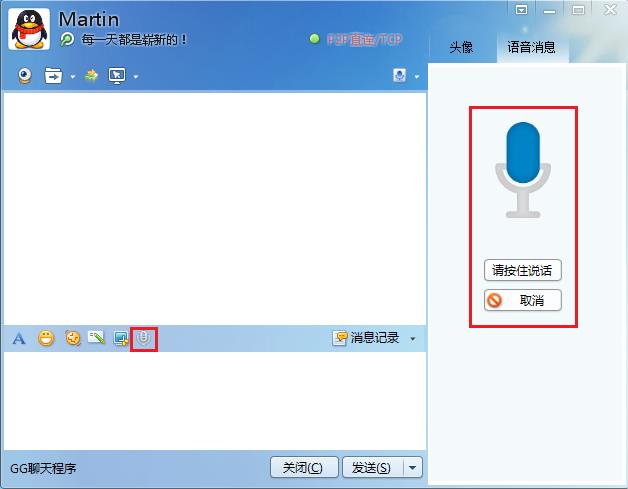 Martin
每一天都是崭新的！
P2P直连/TCP
头像
语音消息
请按住说话
取消
A
消息记录
GG聊天程序
关闭(C)
发送(S)